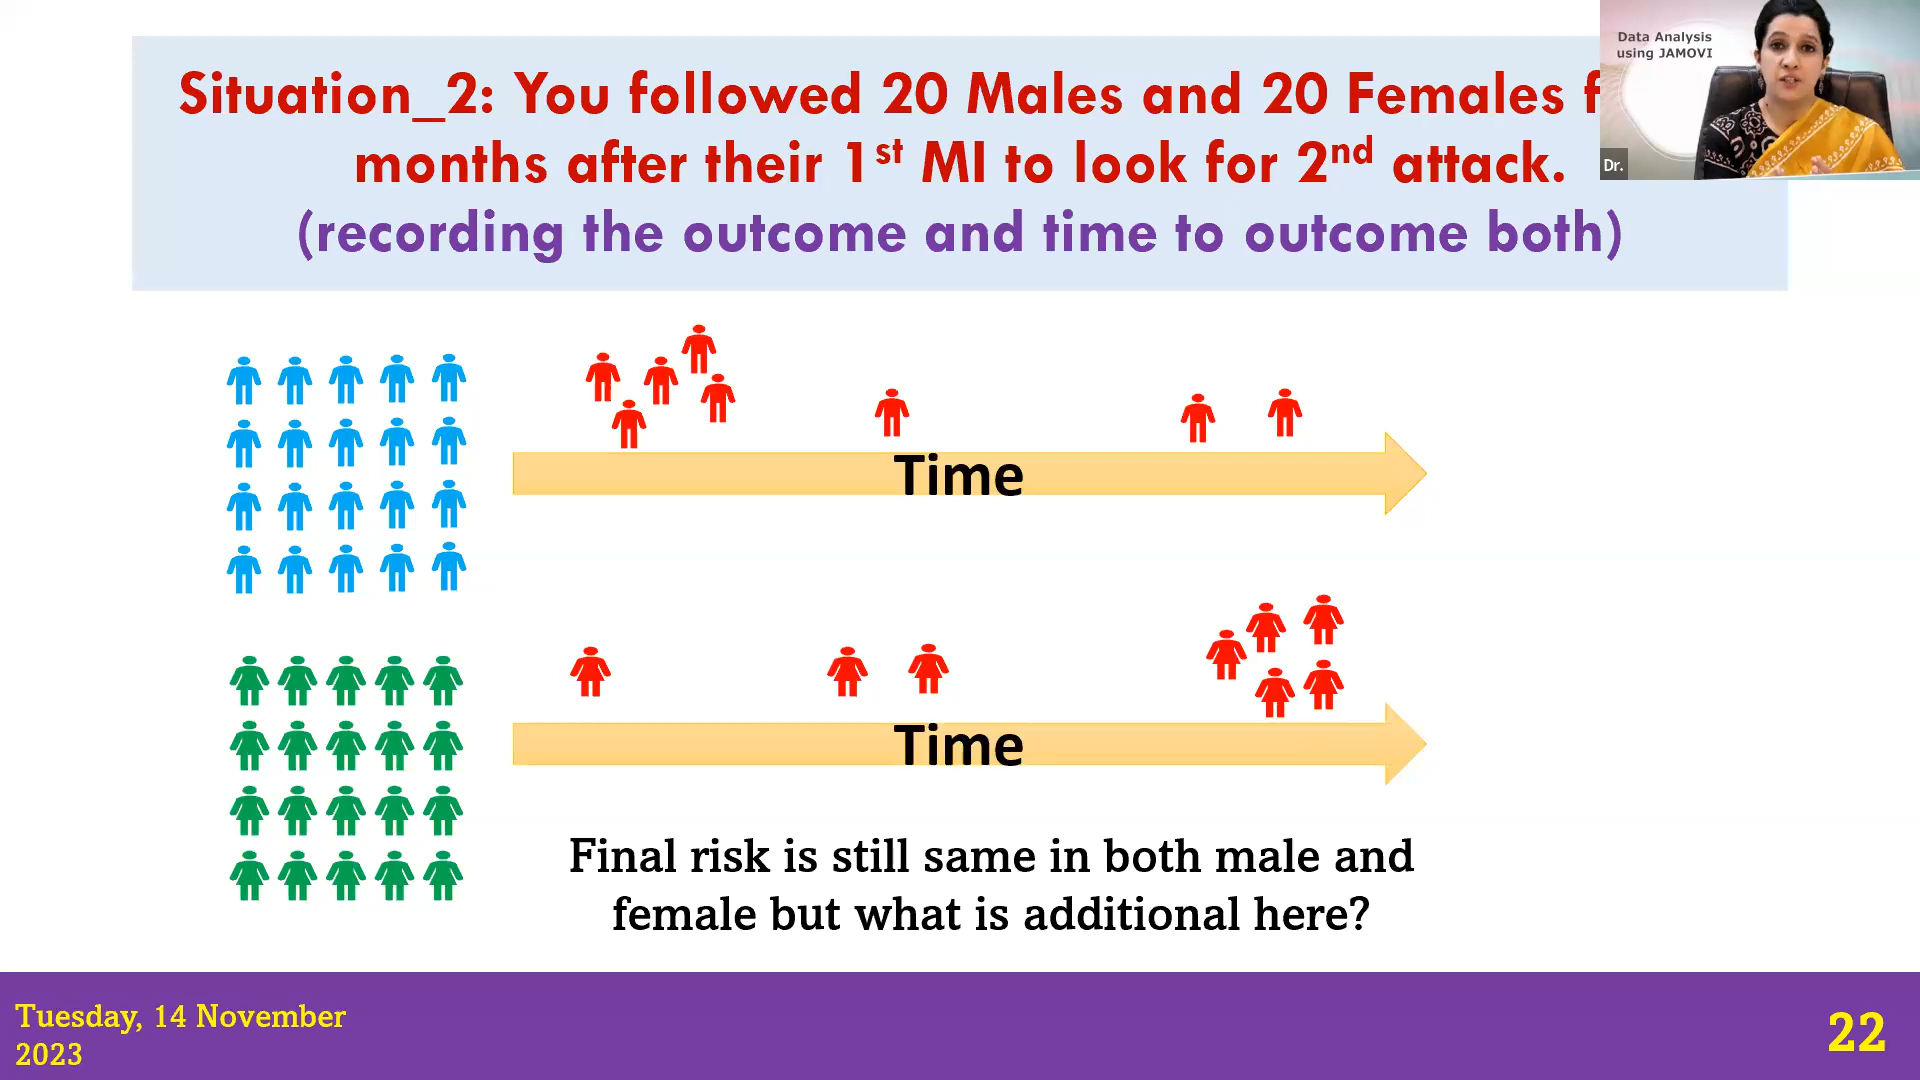 Situation_2: You followed 20 Males and 20 Females
months after their 1st MI to look for 2nd attack.
(recording the outcome and time to outcome both)
Data Analysis
using JAMOVI
Dr.
Time
Time
Final risk is still same in both male and
female but what is additional here?
Tuesday, 14 November
2023
22